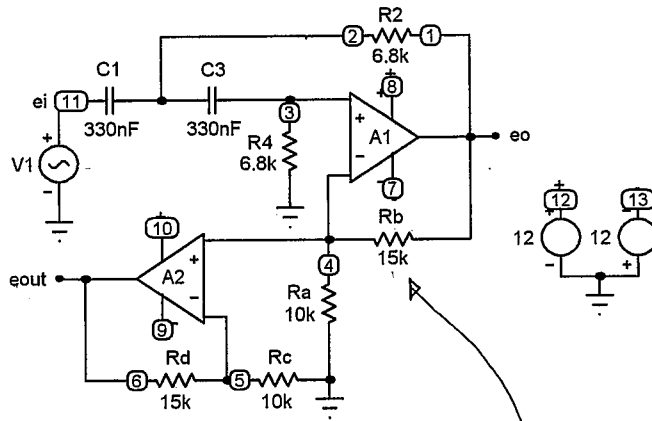 R2
2
1
6.8k
C1
C3
8
ei
11
3
330nF
330nF
R4
6.8k
A1
V1
7
eo
12
13
12
12
10
Rb
15k
4
eout
A2
Ra
10k
9
Rd
Rc
6
5
15k
10k